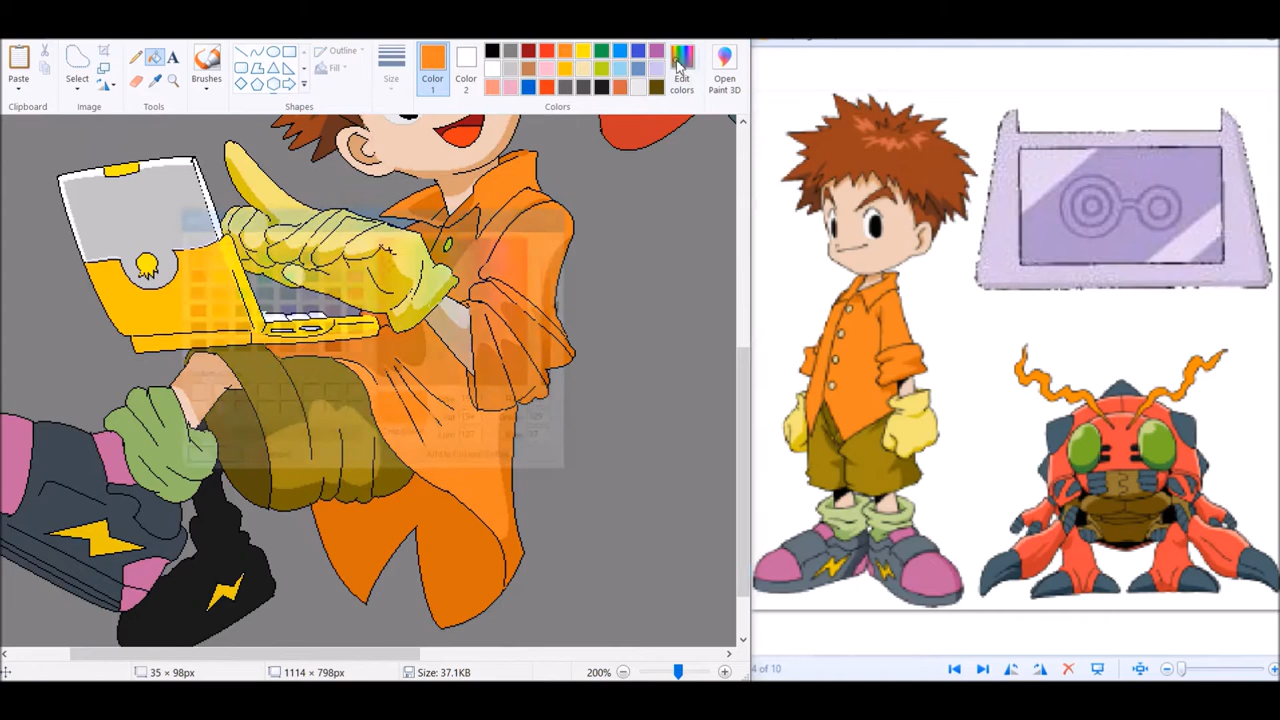 Paste
Select
Brushes
Outline
Fill
Size
Color
1
Color
2
Edit
colors
Open
Paint 3D
Clipboard
Image
Tools
Shapes
Colors
35 × 98px
1114 × 798px
Size: 37.1KB
200%
4 of 10